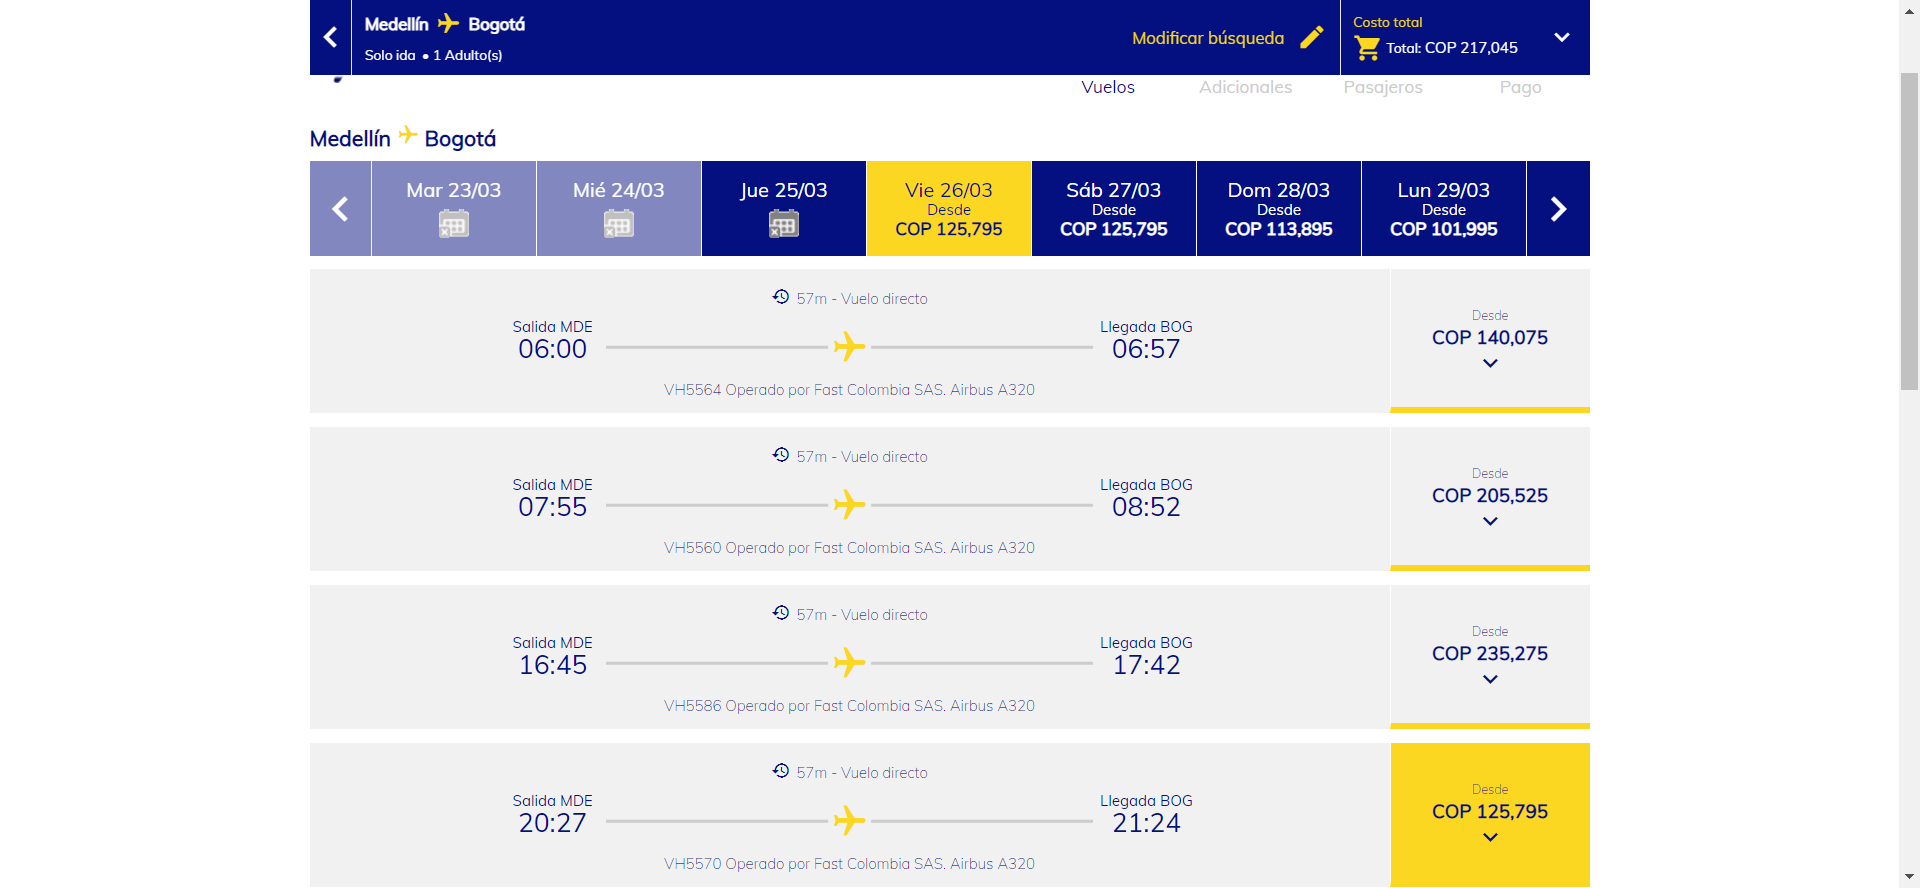 Medellín Bogotá
Solo ida • 1 Adulto(s)
Modificar búsqueda
Costo total
Total: COP 217,045
Vuelos
Adicionales
Pasajeros
Pago
Medellín Bogotá
Mar 23/03
Mié 24/03
Jue 25/03
Vie 26/03
Desde
COP 125,795
Sáb 27/03
Desde
COP 125,795
Dom 28/03
Desde
COP 113,895
Lun 29/03
Desde
COP 101,995
57m - Vuelo directo
Salida MDE
06:00
Llegada BOG
06:57
VH5564 Operado por Fast Colombia SAS. Airbus A320
Desde
COP 140,075
57m - Vuelo directo
Salida MDE
07:55
Llegada BOG
08:52
VH5560 Operado por Fast Colombia SAS. Airbus A320
Desde
COP 205,525
57m - Vuelo directo
Salida MDE
16:45
Llegada BOG
17:42
VH5586 Operado por Fast Colombia SAS. Airbus A320
Desde
COP 235,275
57m - Vuelo directo
Salida MDE
20:27
Llegada BOG
21:24
VH5570 Operado por Fast Colombia SAS. Airbus A320
Desde
COP 125,795